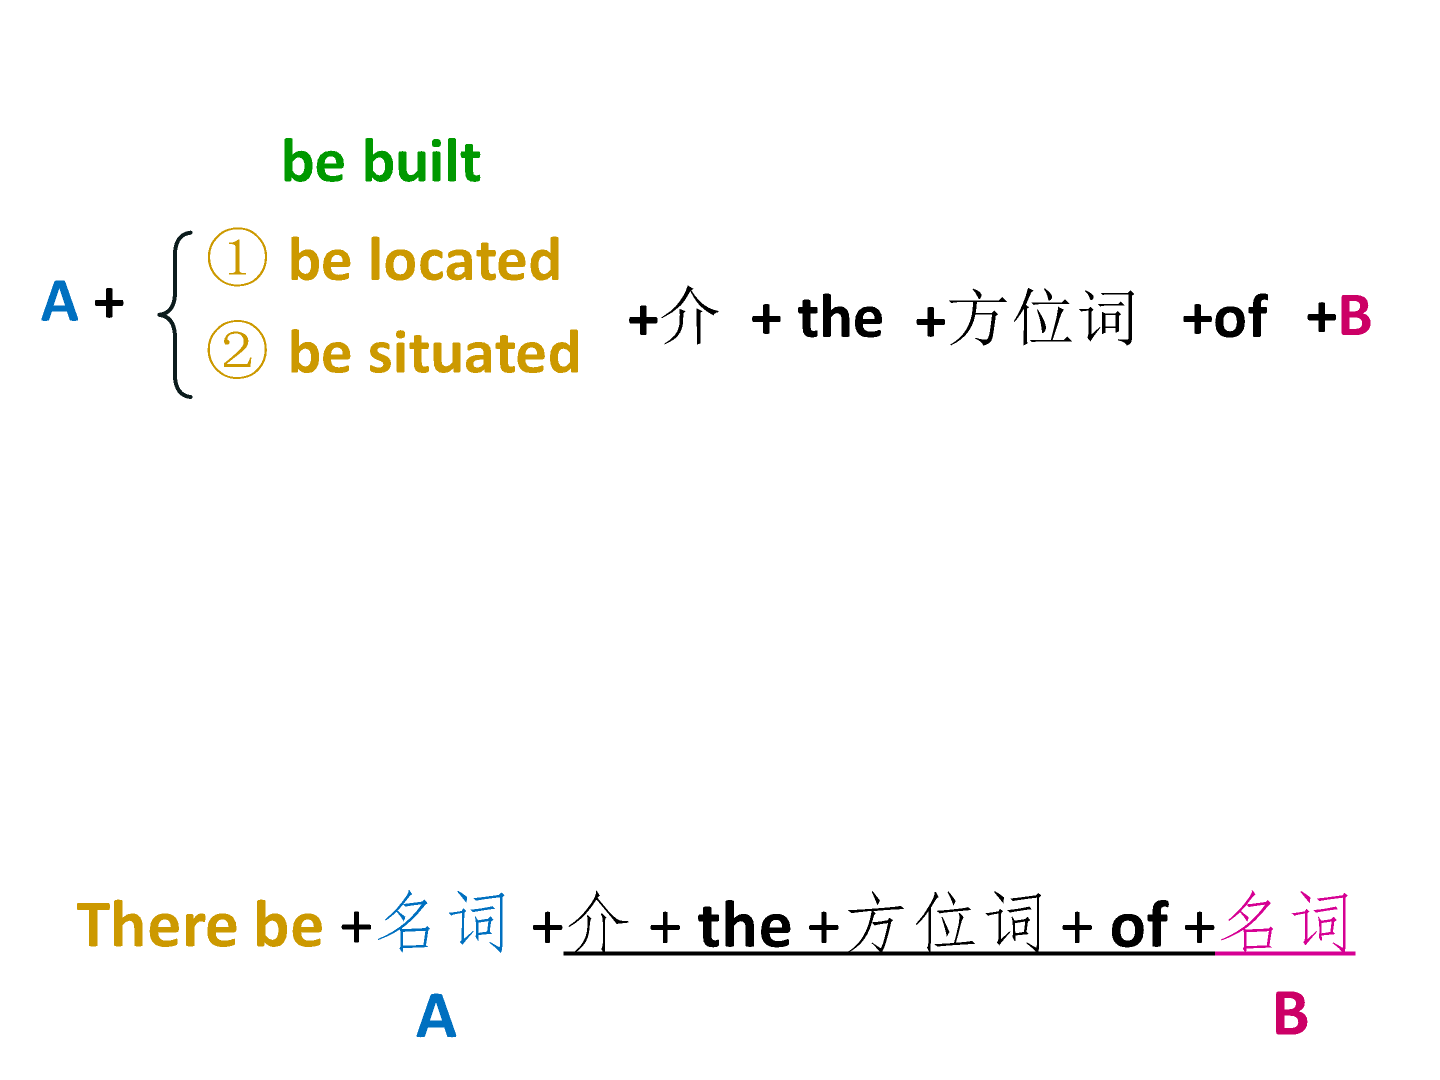 be built
① be located
② be situated
A + +介 + the +方位词 +of +B
There be +名词 +介 + the +方位词 + of +名词
A B